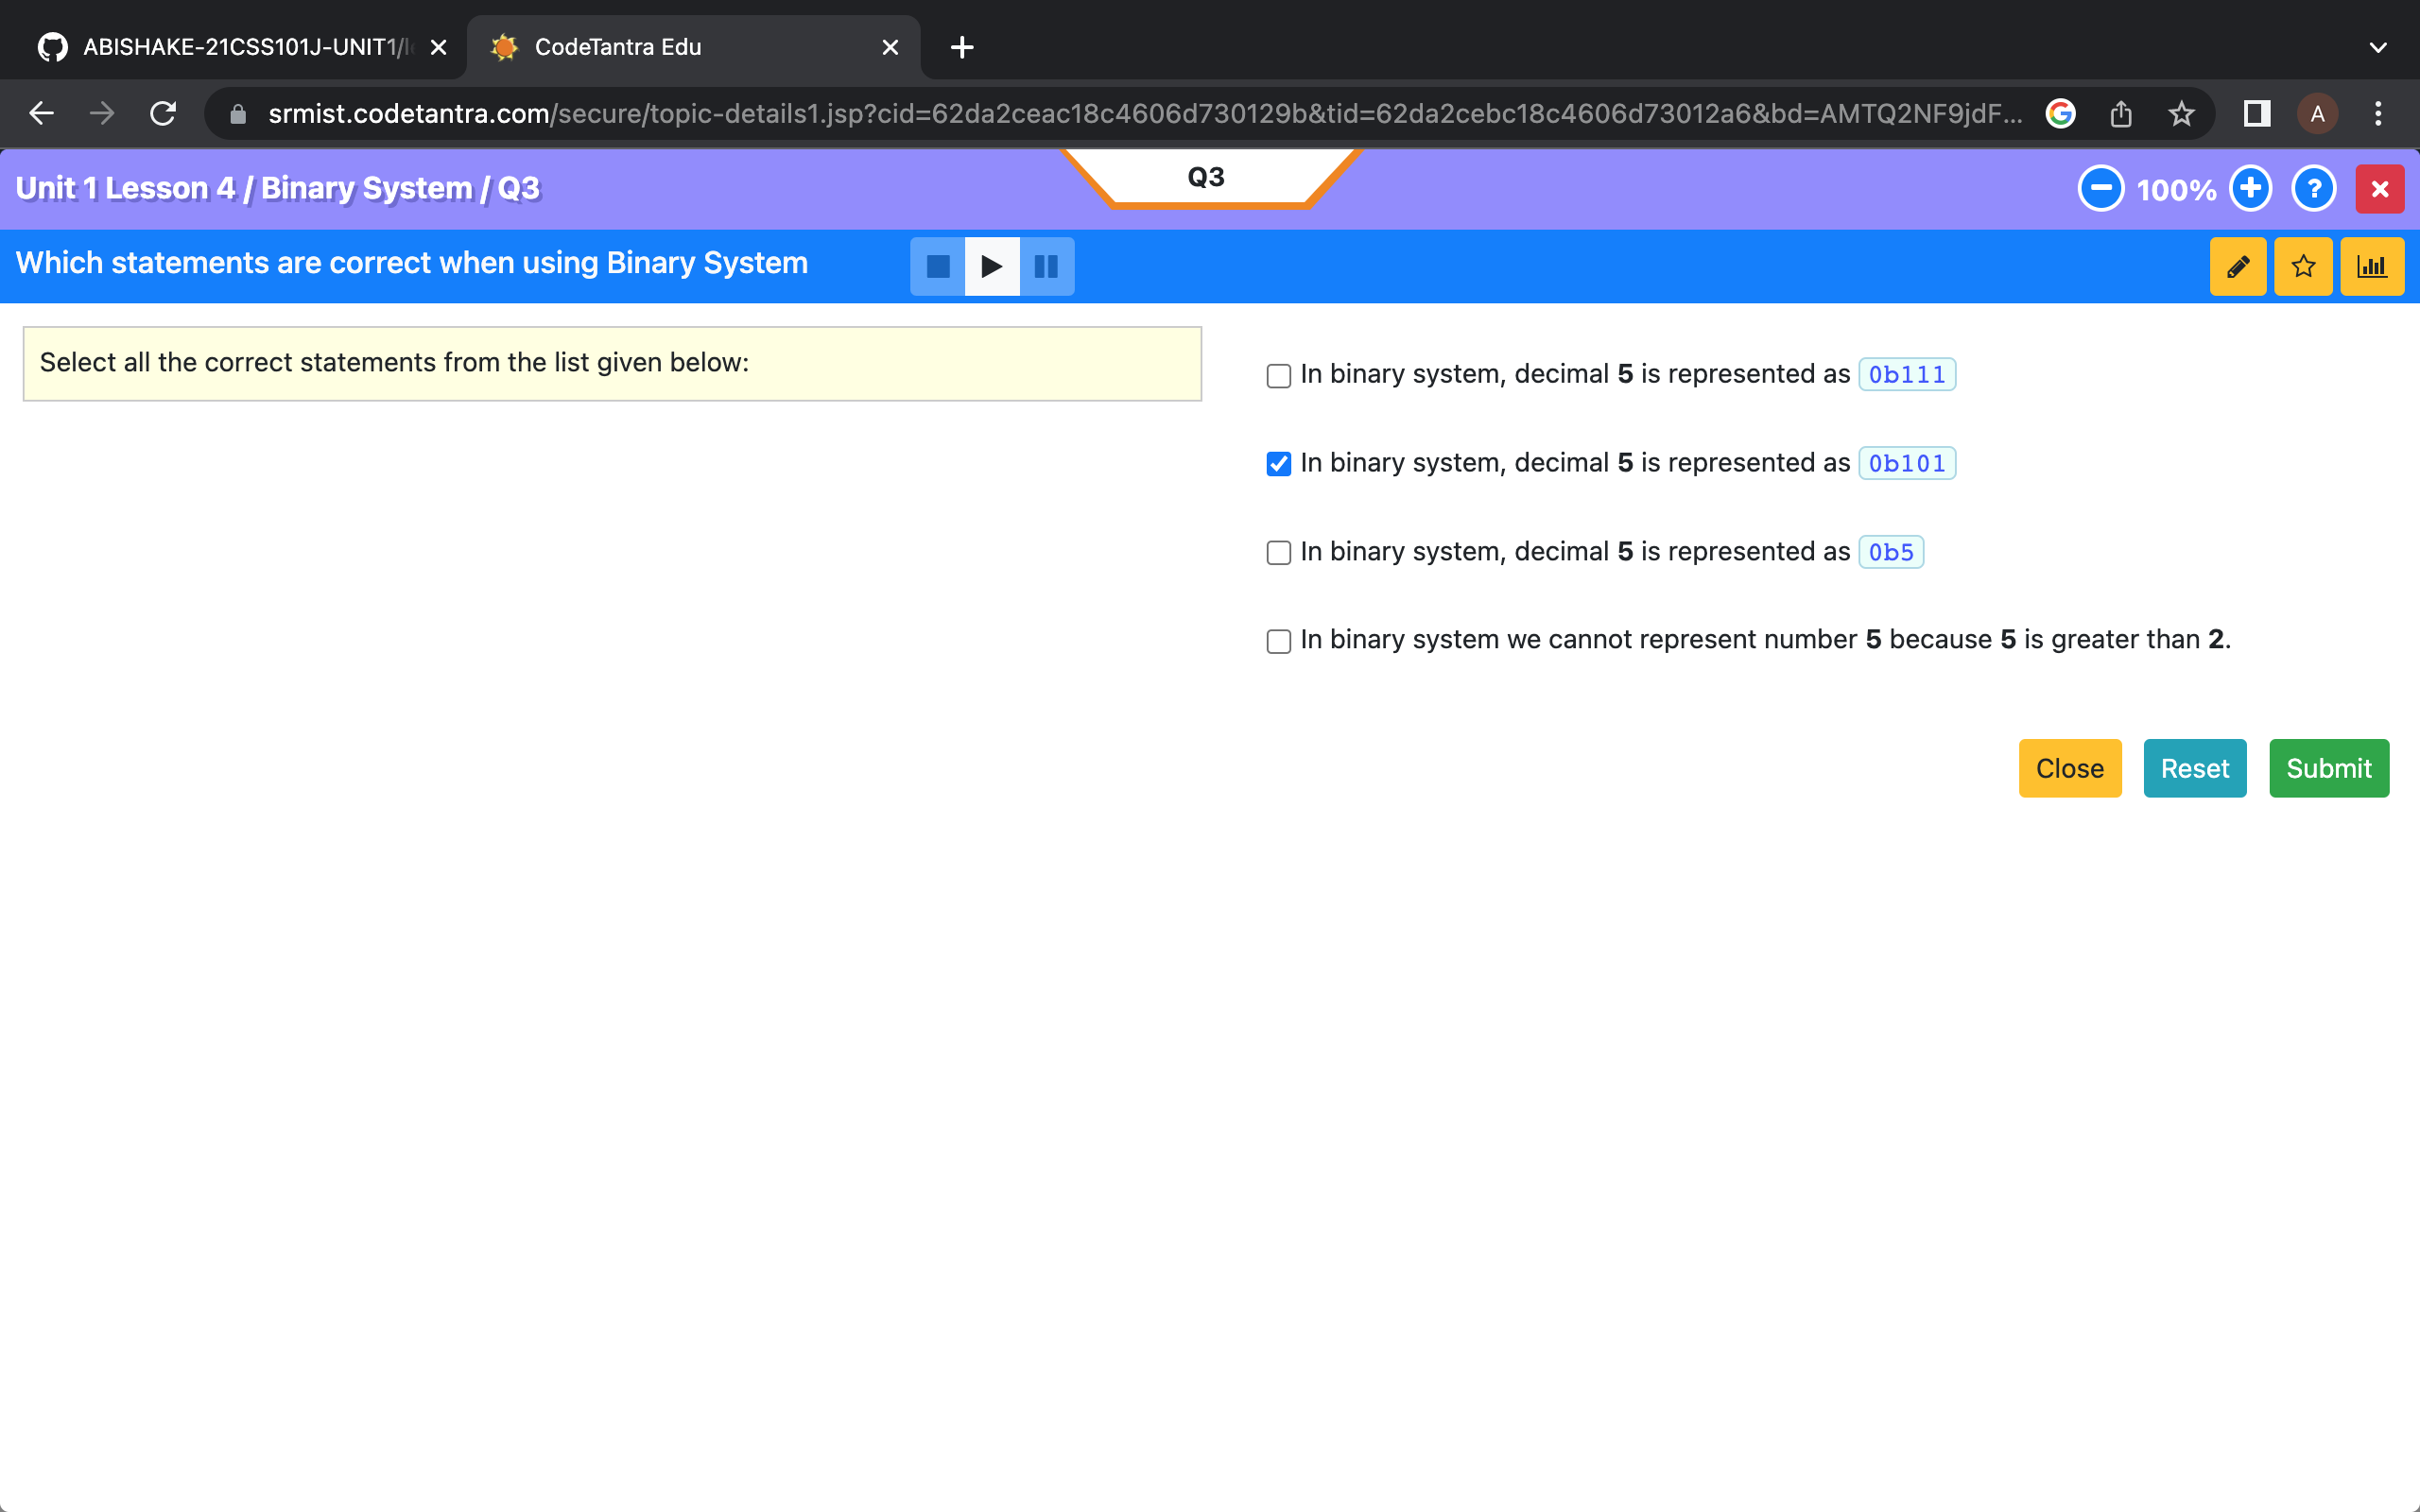 ABISHAKE-21CSS101J-UNIT1/l
CodeTantra Edu
srmist.codetantra.com/secure/topic-details1.jsp?cid=62da2ceac18c4606d730129b&tid=62da2cebc18c4606d73012a6&bd=AMTQ2NF9jdF...
A
Unit 1 Lesson 4 / Binary System / Q3
Q3
100%
?
Which statements are correct when using Binary System
Select all the correct statements from the list given below:
In binary system, decimal 5 is represented as 0b111
In binary system, decimal 5 is represented as 0b101
In binary system, decimal 5 is represented as 0b5
In binary system we cannot represent number 5 because 5 is greater than 2.
Close
Reset
Submit